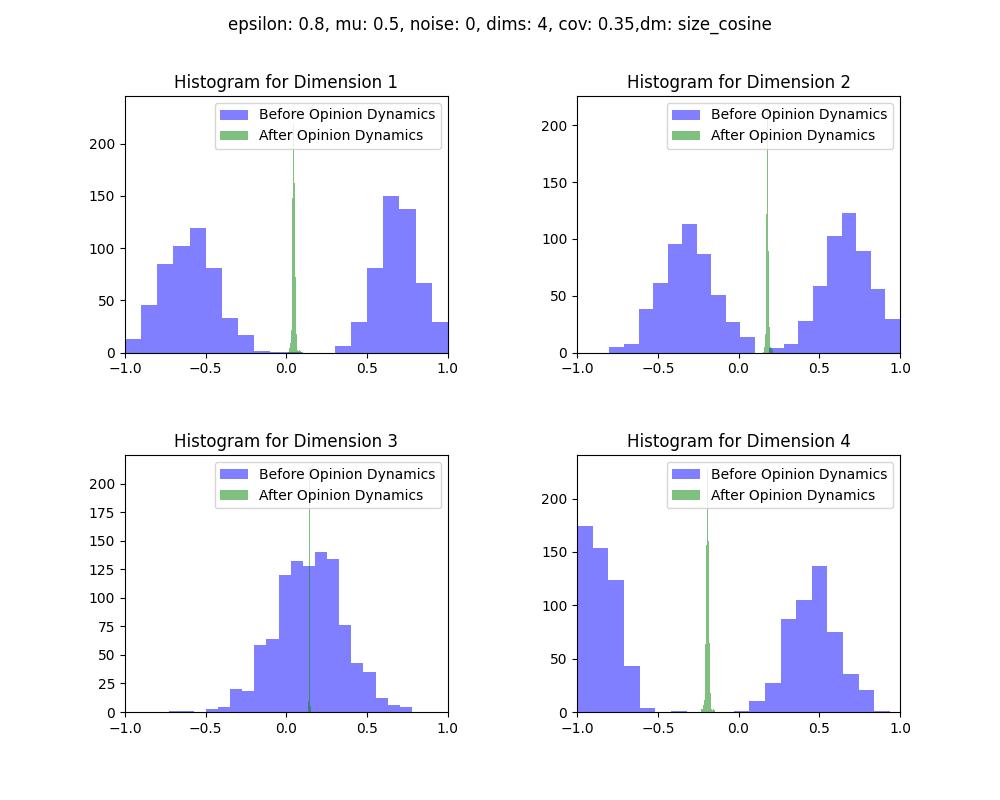 epsilon: 0.8, mu: 0.5, noise: 0, dims: 4, cov: 0.35,dm: size_cosine
Histogram for Dimension 1
Before Opinion Dynamics
After Opinion Dynamics
200
150
100
50
0
−1.0 −0.5 0.0 0.5 1.0
Histogram for Dimension 2
Before Opinion Dynamics
After Opinion Dynamics
200
150
100
50
0
−1.0 −0.5 0.0 0.5 1.0
Histogram for Dimension 3
Before Opinion Dynamics
After Opinion Dynamics
200
175
150
125
100
75
50
25
0
−1.0 −0.5 0.0 0.5 1.0
Histogram for Dimension 4
Before Opinion Dynamics
After Opinion Dynamics
200
150
100
50
0
−1.0 −0.5 0.0 0.5 1.0